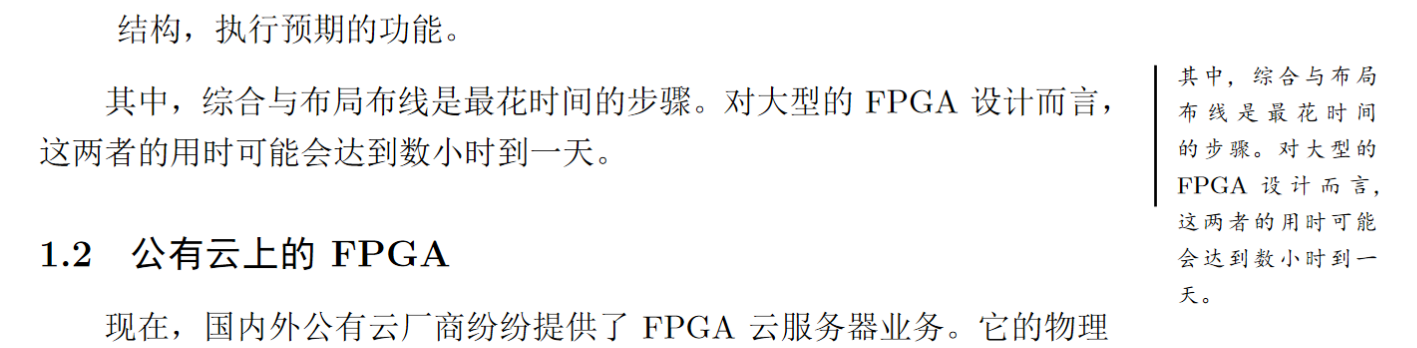 结构，执行预期的功能。
其中，综合与布局布线是最花时间的步骤。对大型的 FPGA 设计而言，
这两者的用时可能会达到数小时到一天。
1.2 公有云上的 FPGA
现在，国内外公有云厂商纷纷提供了 FPGA 云服务器业务。它的物理
其中，综合与布局
布线是最花时间
的步骤。对大型的
FPGA 设计而言，
这两者的用时可能
会达到数小时到一
天。